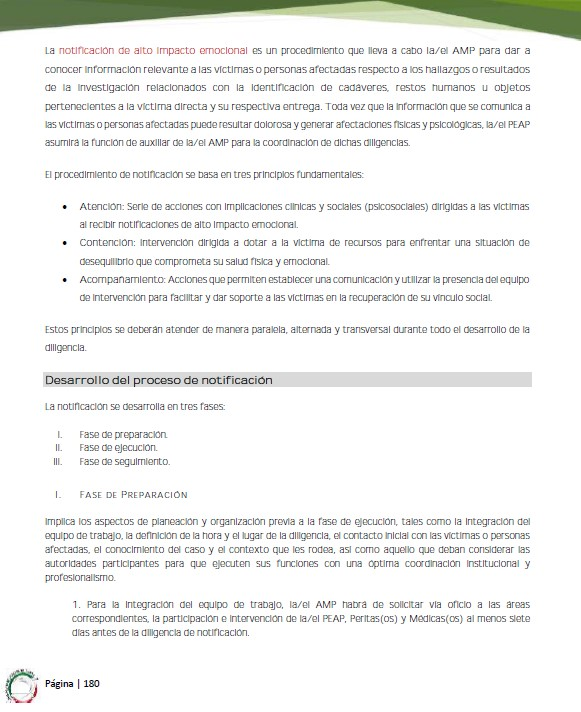 La notificación de alto impacto emocional es un procedimiento que lleva a cabo la/el AMP para dar a
conocer información relevante a las víctimas o personas afectadas respecto a los hallazgos o resultados
de la investigación relacionados con la identificación de cadáveres, restos humanos u objetos
pertenecientes a la víctima directa y su respectiva entrega. Toda vez que la información que se comunica a
las víctimas o personas afectadas puede resultar dolorosa y generar afectaciones físicas y psicológicas, la/el PEAP
asumirá la función de auxiliar de la/el AMP para la coordinación de dichas diligencias.
El procedimiento de notificación se basa en tres principios fundamentales:
• Atención: Serie de acciones con implicaciones clínicas y sociales (psicosociales) dirigidas a las víctimas
al recibir notificaciones de alto impacto emocional.
• Contención: Intervención dirigida a dotar a la víctima de recursos para enfrentar una situación de
desequilibrio que comprometa su salud física y emocional.
• Acompañamiento: Acciones que permiten establecer una comunicación y utilizar la presencia del equipo
de intervención para facilitar y dar soporte a las víctimas en la recuperación de su vínculo social.
Estos principios se deberán atender de manera paralela, alternada y transversal durante todo el desarrollo de la
diligencia.
Desarrollo del proceso de notificación
La notificación se desarrolla en tres fases:
I. Fase de preparación.
II. Fase de ejecución.
III. Fase de seguimiento.
I. FASE DE PREPARACIÓN
Implica los aspectos de planeación y organización previa a la fase de ejecución, tales como la integración del
equipo de trabajo, la definición de la hora y el lugar de la diligencia, el contacto inicial con las víctimas o personas
afectadas, el conocimiento del caso y el contexto que les rodea, así como aquello que deban considerar las
autoridades participantes para que ejecuten sus funciones con una óptima coordinación institucional y
profesionalismo.
1. Para la integración del equipo de trabajo, la/el AMP habrá de solicitar vía oficio a las áreas
correspondientes, la participación e intervención de la/el PEAP, Peritas(os) y Médicas(os) al menos siete
días antes de la diligencia de notificación.
Página | 180